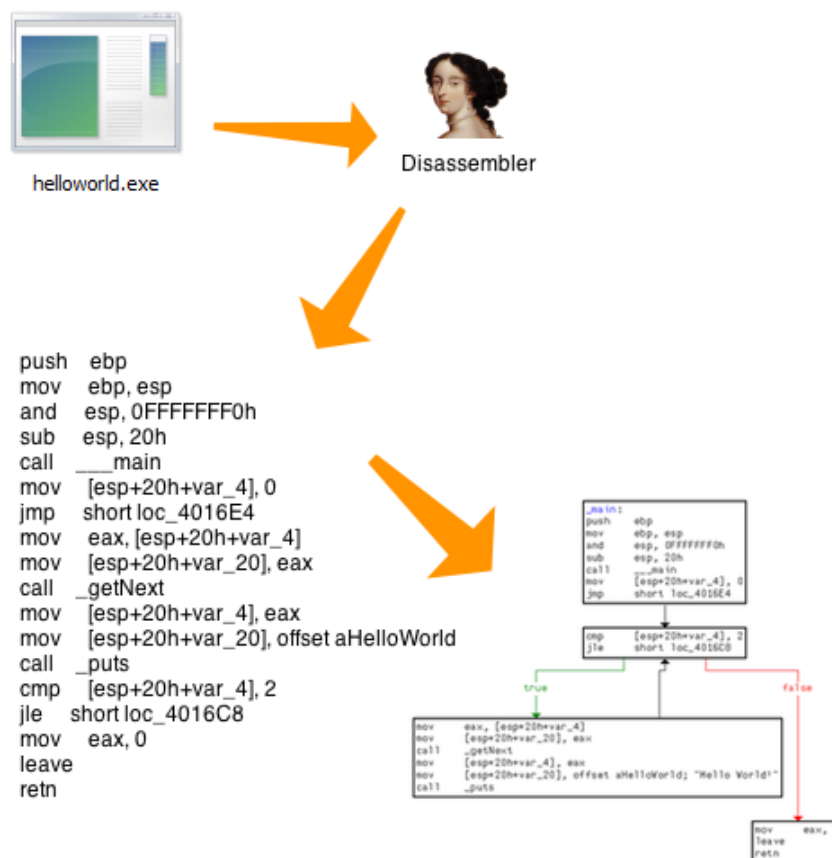 helloworld.exe
Disassembler
push ebp
mov ebp, esp
and esp, 0FFFFFFF0h
sub esp, 20h
call ___main
mov [esp+20h+var_4], 0
jmp short loc_4016E4
mov eax, [esp+20h+var_4]
mov [esp+20h+var_20], eax
call _getNext
mov [esp+20h+var_4], eax
mov [esp+20h+var_20], offset aHelloWorld
call _puts
cmp [esp+20h+var_4], 2
jle short loc_4016C8
mov eax, 0
leave
retn
_main:
push ebp
mov ebp, esp
and esp, 0FFFFFFF0h
sub esp, 20h
call ___main
mov [esp+20h+var_4], 0
jmp short loc_4016E4
cmp [esp+20h+var_4], 2
jle short loc_4016C8
true
false
mov eax, [esp+20h+var_4]
mov [esp+20h+var_20], eax
call _getNext
mov [esp+20h+var_4], eax
mov [esp+20h+var_20], offset aHelloWorld; "Hello World!"
call _puts
mov eax,
leave
retn